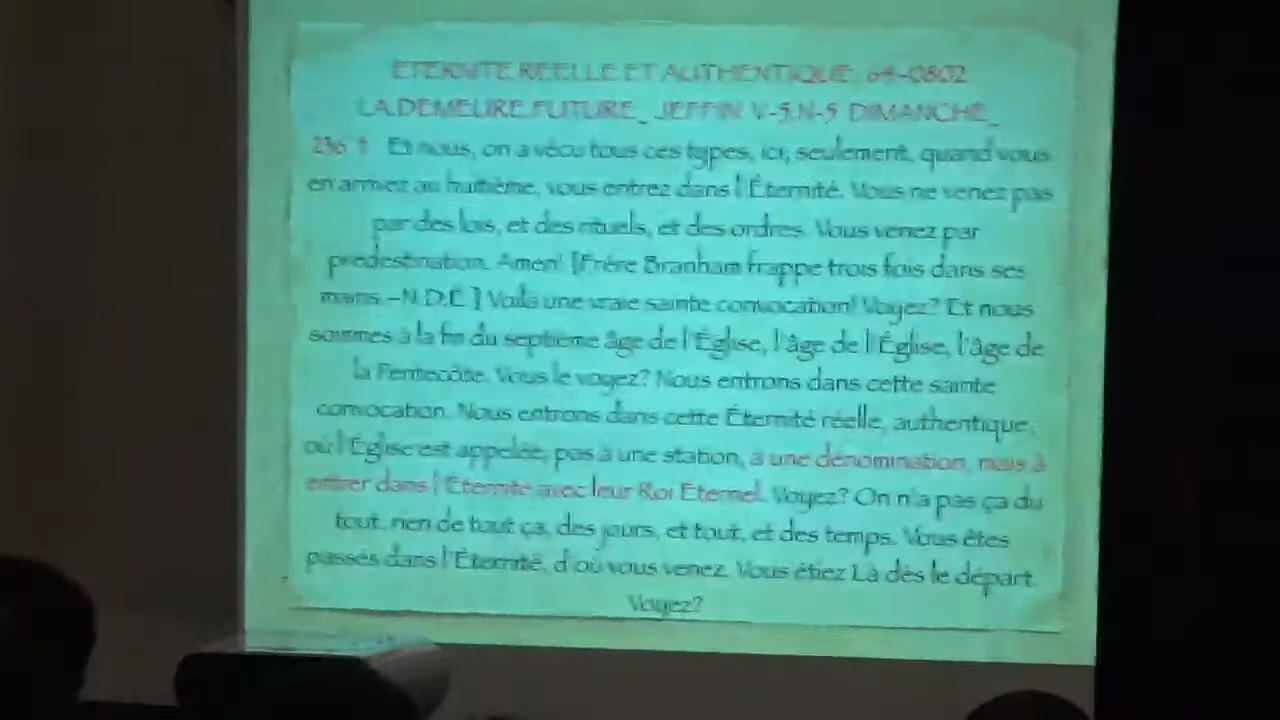 ETERNITE REELLE ET AUTHENTIQUE. 64-0802
LA.DEMEURE.FUTURE_ JEFF.IN V-5.N-5 DIMANCHE_
236 † Et nous, on a vécu tous ces types, ici; seulement, quand vous
en arrivez au huitième, vous entrez dans l'Éternité. Vous ne venez pas
par des lois, et des rituels, et des ordres. Vous venez par
prédestination. Amen! [Frère Branham frappe trois fois dans ses
mains.–N.D.É.] Voilà une vraie sainte convocation! Voyez? Et nous
sommes à la fin du septième âge de l'Église, l'âge de l'Église, l'âge de
la Pentecôte. Vous le voyez? Nous entrons dans cette sainte
convocation. Nous entrons dans cette Éternité réelle, authentique,
où l'Église est appelée, pas à une station, à une dénomination, mais à
entrer dans l'Éternité avec leur Roi Eternel. Voyez? On n'a pas ça du
tout, rien de tout ça, des jours, et tout, et des temps. Vous êtes
passés dans l'Éternité, d'où vous venez. Vous étiez Là dès le départ.
Voyez?